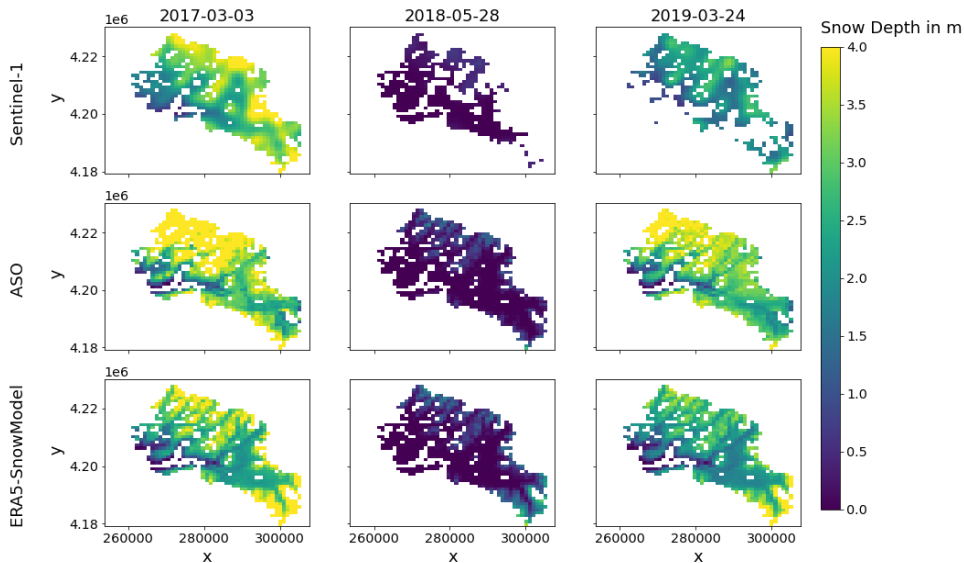 2017-03-03 2018-05-28 2019-03-24
Snow Depth in m
1e6
Sentinel-1
y
4.22
4.20
4.18
1e6
ASO
y
4.22
4.20
4.18
1e6
ERA5-SnowModel
y
4.22
4.20
4.18
260000 280000 300000 260000 280000 300000 260000 280000 300000
x x x
4.0
3.5
3.0
2.5
2.0
1.5
1.0
0.5
0.0